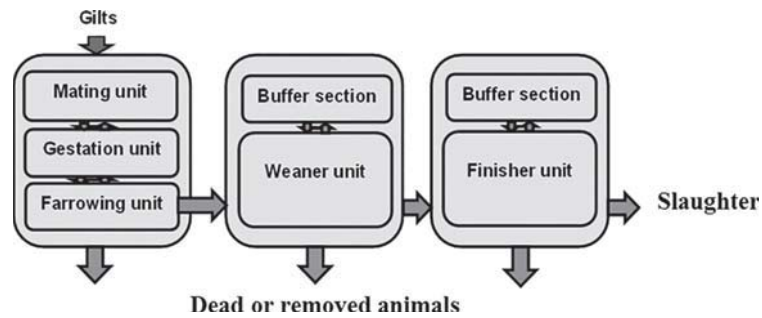 Gilts
Mating unit
Gestation unit
Farrowing unit
Buffer section
Weaner unit
Buffer section
Finisher unit
Slaughter
Dead or removed animals